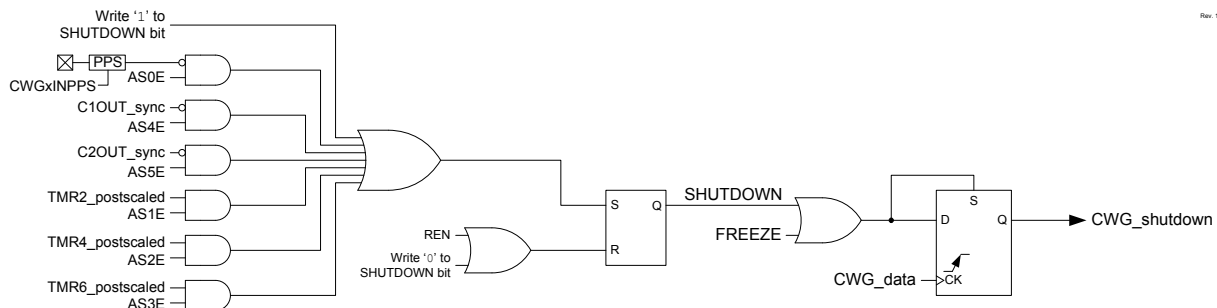 Rev. 1
Write '1' to
SHUTDOWN bit
PPS
AS0E
CWGxINPPS
C1OUT_sync
AS4E
C2OUT_sync
AS5E
TMR2_postscaled
AS1E
TMR4_postscaled
AS2E
TMR6_postscaled
AS3E
REN
Write '0' to
SHUTDOWN bit
S
Q
R
SHUTDOWN
FREEZE
S
D
Q
CWG_data
CK
CWG_shutdown